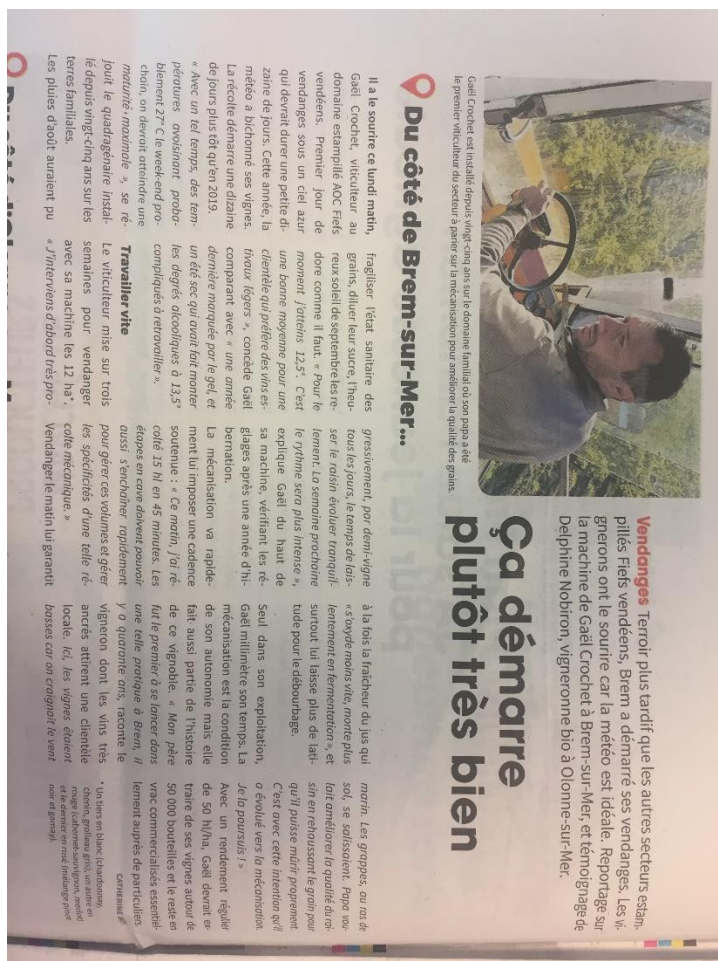 Vendanges Terroir plus tardif que les autres secteurs estam-
pillés Fiefs vendéens, Brem a démarré ses vendanges. Les vi-
gnerons ont le sourire car la météo est idéale. Reportage sur
la machine de Gaël Crochet à Brem-sur-Mer, et témoignage de
Delphine Nobiron, vigneronne bio à Olonne-sur-Mer.
Ça démarre
plutôt très bien
Gaël Crochet est installé depuis vingt-cinq ans sur le domaine familial où son papa a été
le premier viticulteur du secteur à parier sur la mécanisation pour améliorer la qualité des grains.
Du côté de Brem-sur-Mer...
Il a le sourire ce lundi matin,
Gaël Crochet, viticulteur au
domaine estampillé AOC Fiefs
vendéens. Premier jour de
vendanges sous un ciel azur
qui devrait durer une petite di-
zaine de jours. Cette année, la
météo a bichonné ses vignes.
La récolte démarre une dizaine
de jours plus tôt qu'en 2019.
« Avec un tel temps, des tem-
pératures avoisinant proba-
blement 27° C le week-end pro-
chain, on devrait atteindre une
maturité maximale », se ré-
jouit le quadragénaire instal-
lé depuis vingt-cinq ans sur les
terres familiales.
Les pluies d'août auraient pu
fragiliser l'état sanitaire des
grains, diluer leur sucre, l'heu-
reux soleil de septembre les re-
dore comme il faut. « Pour le
moment j'atteins 12,5°. C'est
une bonne moyenne pour une
clientèle qui préfère des vins es-
tivaux légers », concède Gaël
comparant avec « une année
dernière marquée par le gel, et
un été sec qui avait fait monter
les degrés alcooliques à 13,5°
compliqués à retravailler ».
Travailler vite
Le viticulteur mise sur trois
semaines pour vendanger
avec sa machine les 12 ha*.
« J'interviens d'abord très pro-
gressivement, par demi-vigne
tous les jours, le temps de lais-
ser le raisin évoluer tranquil-
lement. La semaine prochaine
le rythme sera plus intense »,
explique Gaël du haut de
sa machine, vérifiant les ré-
glages après une année d'hi-
bernation.
La mécanisation va rapide-
ment lui imposer une cadence
soutenue : « Ce matin, j'ai ré-
colté 15 hl en 45 minutes. Les
étapes en cave doivent pouvoir
aussi s'enchaîner rapidement
pour gérer ces volumes et gérer
les spécificités d'une telle ré-
colte mécanique. »
Vendanger le matin lui garantit
à la fois la fraîcheur du jus qui
« s'oxyde moins vite, monte plus
lentement en fermentation », et
surtout lui laisse plus de lati-
tude pour le débourbage.
Seul dans son exploitation,
Gaël millimètre son temps. La
mécanisation est la condition
de son autonomie mais elle
fait aussi partie de l'histoire
de ce vignoble. « Mon père
fut le premier à se lancer dans
une telle pratique à Brem, il
y a quarante ans, raconte le
vigneron dont les vins très
ancrés attirent une clientèle
locale. Ici, les vignes étaient
basses car on craignait le vent
marin. Les grappes, au ras de
sol, se salissaient. Papa vou-
lait améliorer la qualité du rai-
sin en rehaussant le grain pour
qu'il puisse mûrir proprement.
C'est avec cette intention qu'il
a évolué vers la mécanisation.
Je la poursuis ! »
Avec un rendement régulier
de 50 hl/ha, Gaël devrait ex-
traire de ses vignes autour de
50 000 bouteilles et le reste en
vrac commercialisés essentiel-
lement auprès de particuliers.
CATHERINE
* Un tiers en blanc (chardonnay,
chenin, grolleau gris), un autre en
rouge (cabernet-sauvignon, merlot)
et le dernier en rosé (mélange pinot
noir et gamay).